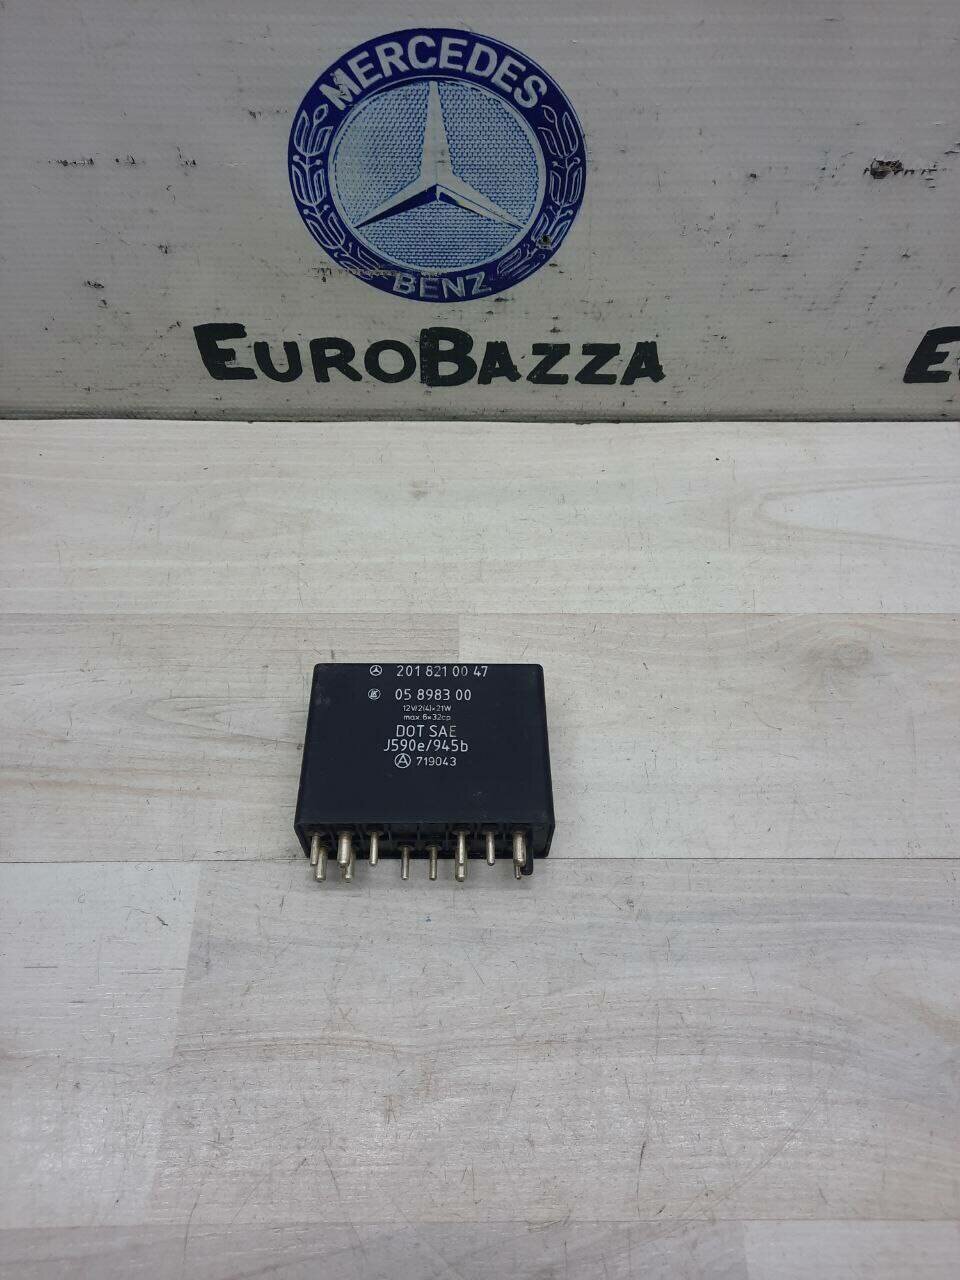 MERCEDES
BENZ
EUROBAZZA
E
201 821 00 47
05 8983 00
12V/2(4)×21W
max. 6×32cp
DOT SAE
J590e/945b
A 719043